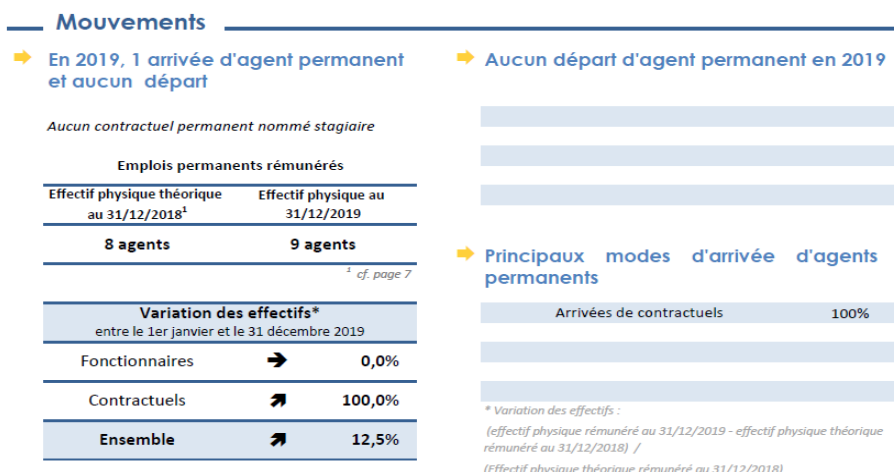 Mouvements
En 2019, 1 arrivée d'agent permanent
et aucun départ
Aucun contractuel permanent nommé stagiaire
Emplois permanents rémunérés
Effectif physique théorique
au 31/12/2018¹
Effectif physique au
31/12/2019
8 agents
9 agents
¹ cf. page 7
Variation des effectifs*
entre le 1er janvier et le 31 décembre 2019
Fonctionnaires 0,0%
Contractuels 100,0%
Ensemble 12,5%
Aucun départ d'agent permanent en 2019
Principaux modes d'arrivée d'agents
permanents
Arrivées de contractuels 100%
* Variation des effectifs :
(effectif physique rémunéré au 31/12/2019 - effectif physique théorique
rémunéré au 31/12/2018) /
(Effectif physique théorique rémunéré au 31/12/2018)